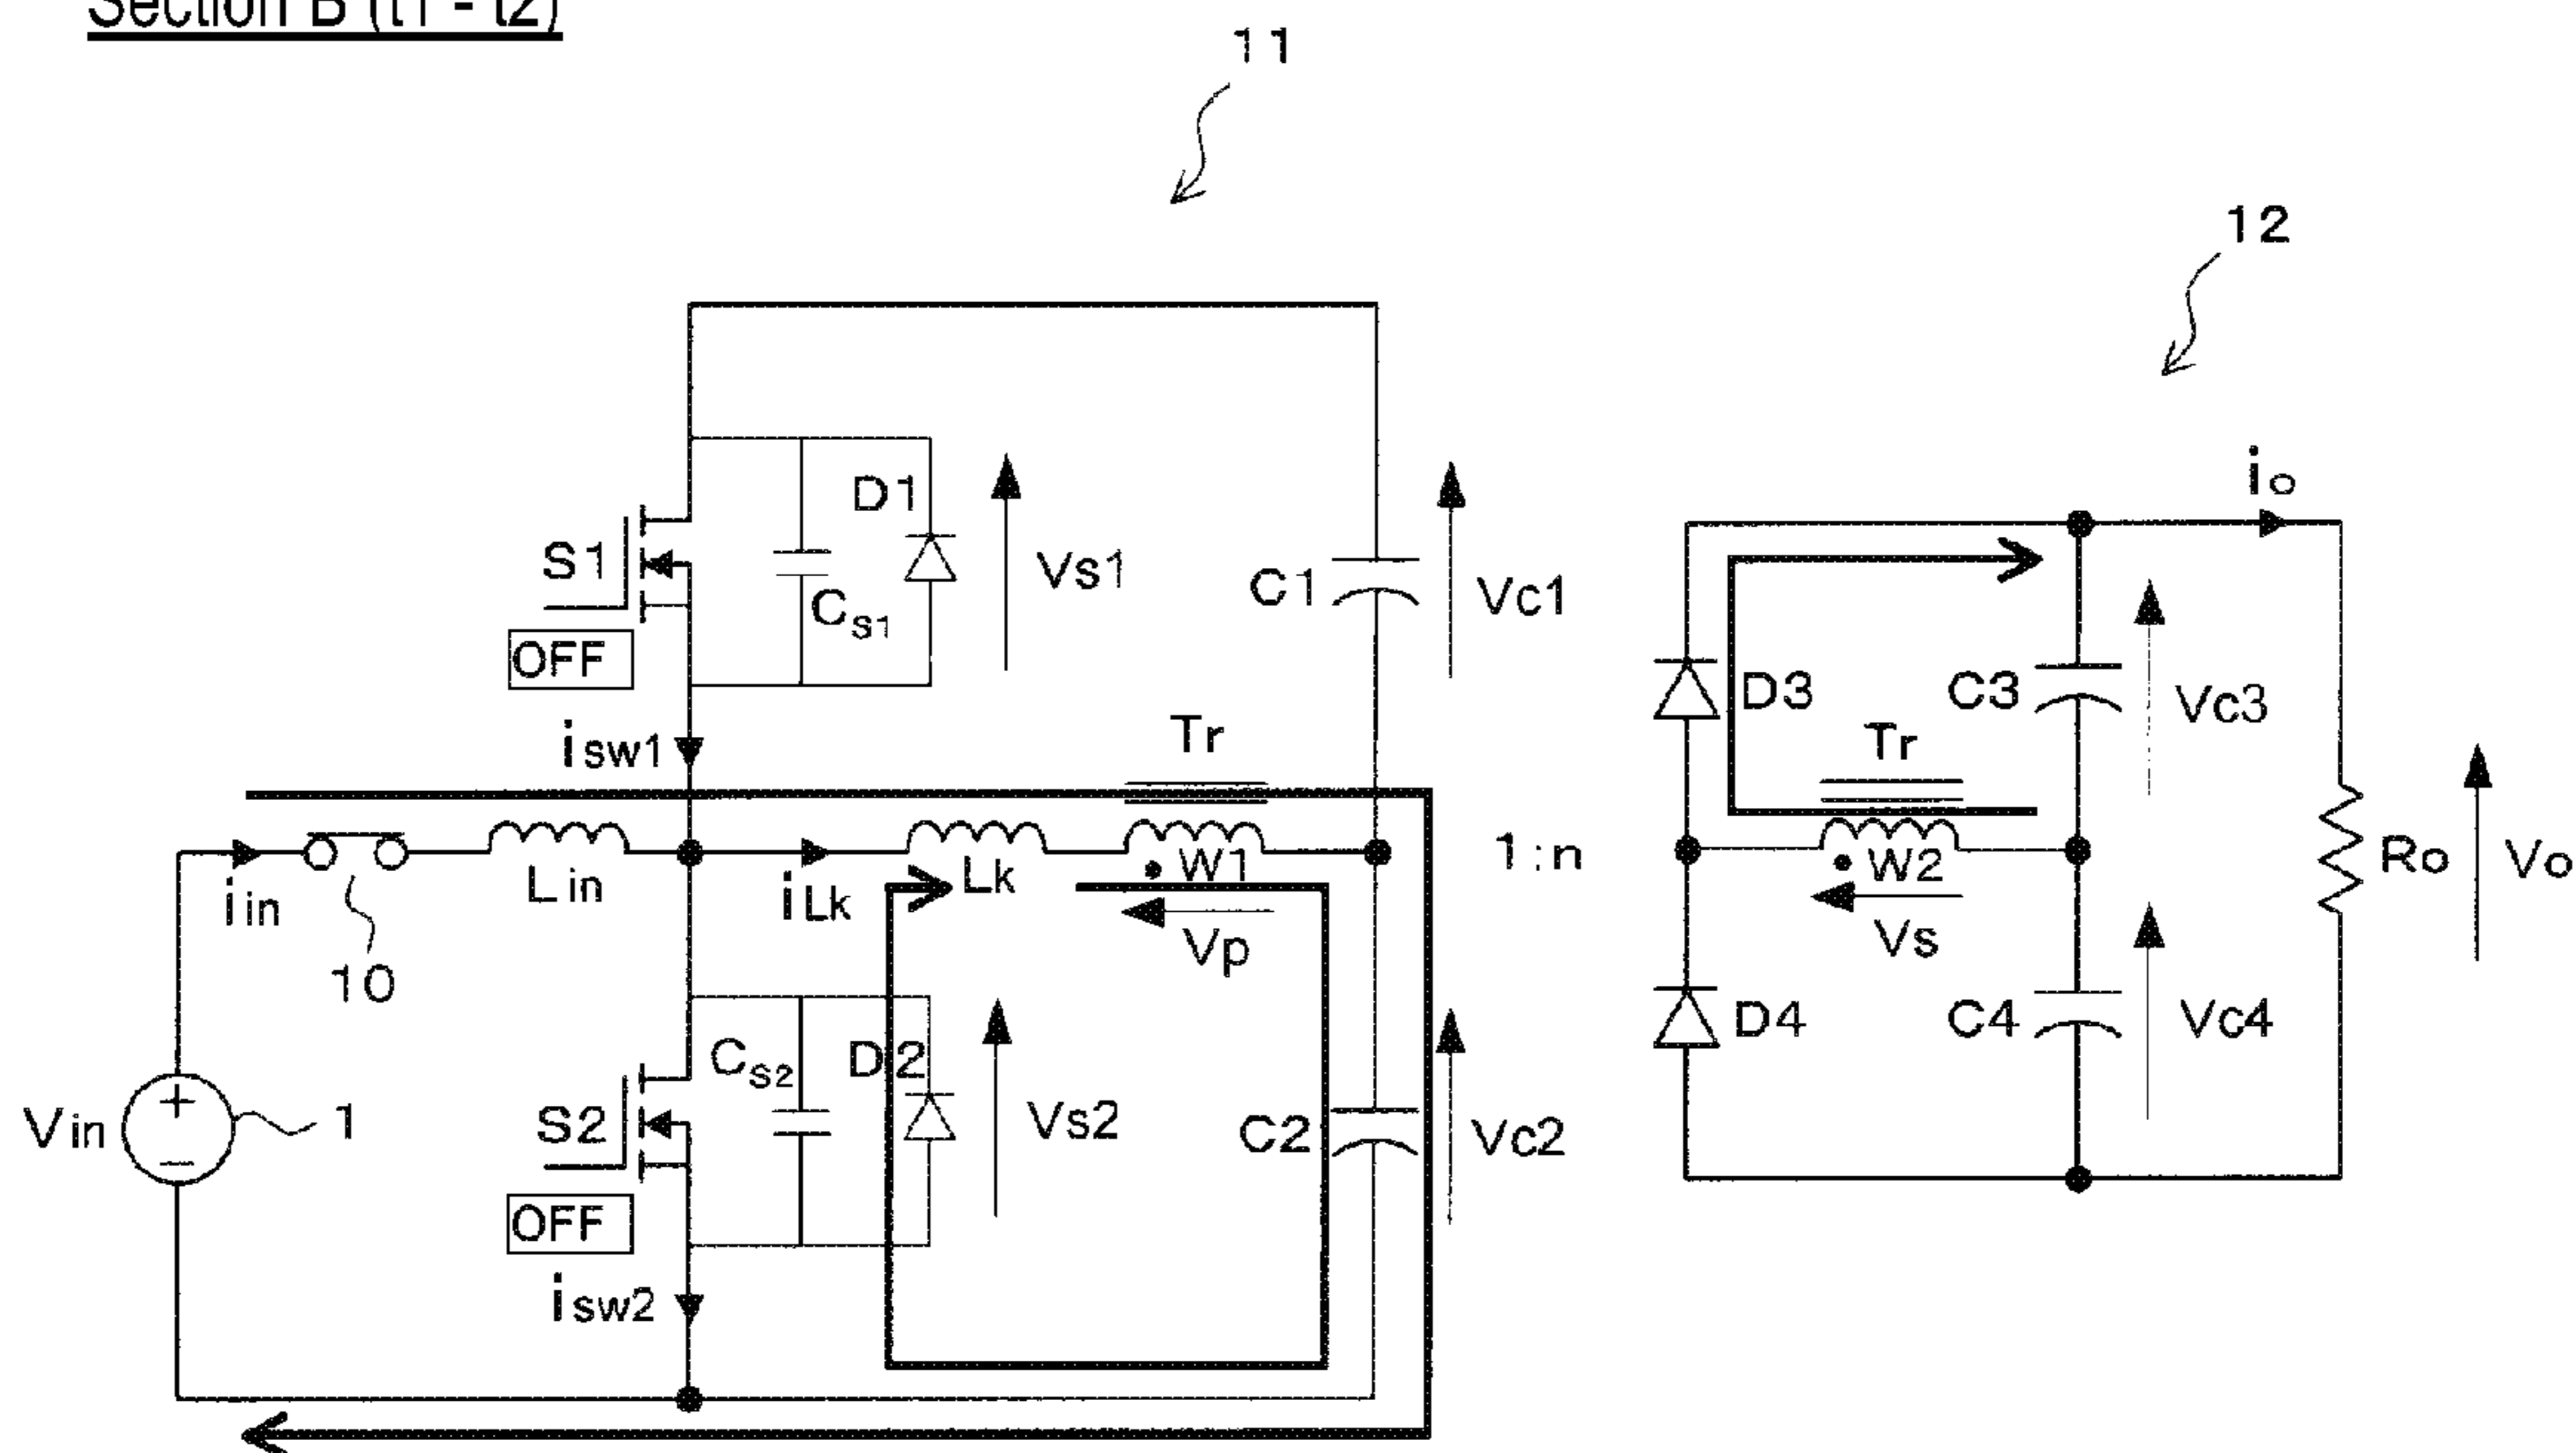 Section B (t1 - t2)
11
12
D1
S1
Cs1
Vs1
C1
Vc1
OFF
isw1
Tr
io
D3
C3
Vc3
Tr
iin
Lin
iLk
Lk
W1
1:n
W2
Ro
Vo
10
Vp
Vs
Vin
1
Cs2
D2
S2
Vs2
C2
Vc2
D4
C4
Vc4
OFF
isw2